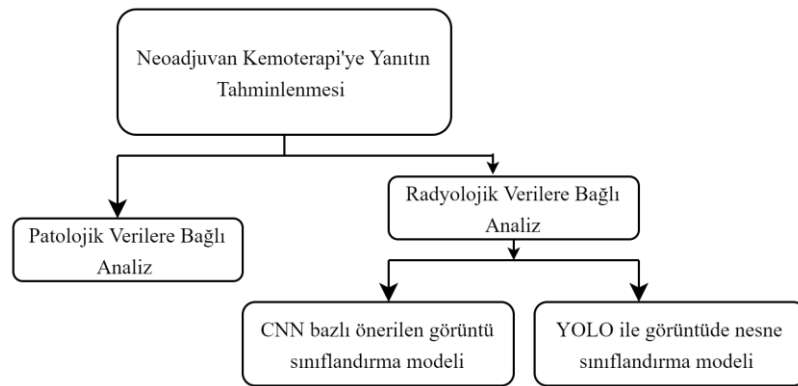 Neoadjuvan Kemoterapi'ye Yanıtın
Tahminlenmesi
Patolojik Verilere Bağlı
Analiz
Radyolojik Verilere Bağlı
Analiz
CNN bazlı önerilen görüntü
sınıflandırma modeli
YOLO ile görüntüde nesne
sınıflandırma modeli